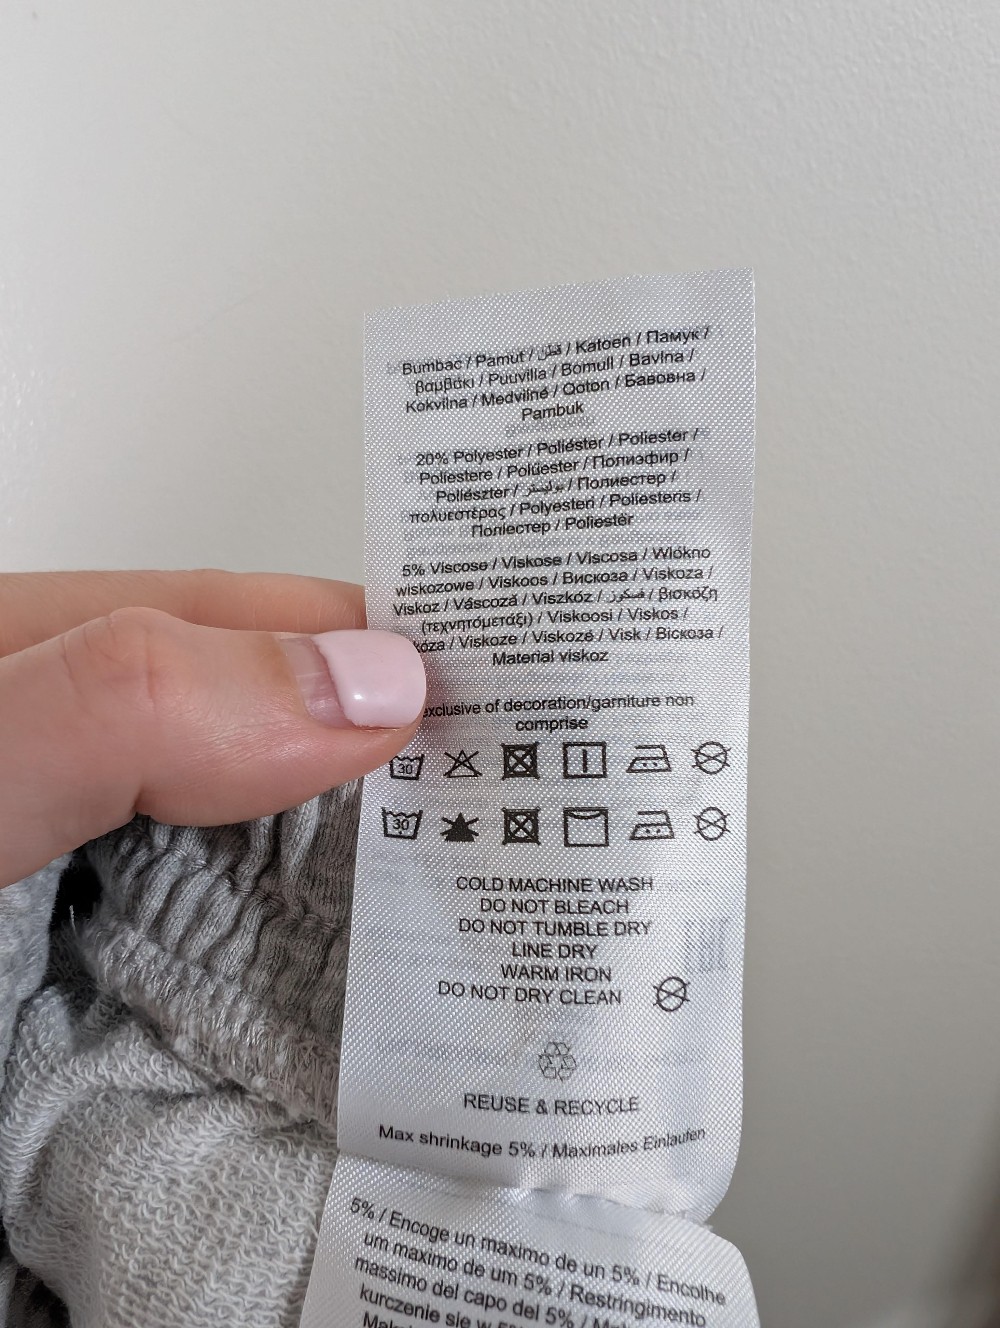 Bumbac / Pamut / قطن / Katoen / Памук /
βαμβάκι / Puuvilla / Bomull / Bavlna /
Kokvilna / Medvilnė / Qoton / Бавовна /
Pambuk
20% Polyester / Poliéster / Poliester /
Poliestere / Polüester / Полиэфир /
Poliészter / بوليستر / Полиестер /
πολυεστέρας / Polyesteri / Poliesteris /
Поліестер / Poliestér
5% Viscose / Viskose / Viscosa / Włókno
wiskozowe / Viskoos / Вискоза / Viskoza /
Viskoz / Vâscoză / Viszkóz / فسكوز / βισκόζη
(τεχνητόμετάξι) / Viskoosi / Viskos /
/ Viskoze / Viskozė / Visk / Віскоза /
Material viskoz
exclusive of decoration/garniture non
comprise
30
30
COLD MACHINE WASH
DO NOT BLEACH
DO NOT TUMBLE DRY
LINE DRY
WARM IRON
DO NOT DRY CLEAN
REUSE & RECYCLE
Max shrinkage 5% / Maximales Einlaufen
5% / Encoge un maximo de un 5% / Encolhe
um maximo de um 5% / Restringimento
massimo del capo del 5% /
kurczenie się w